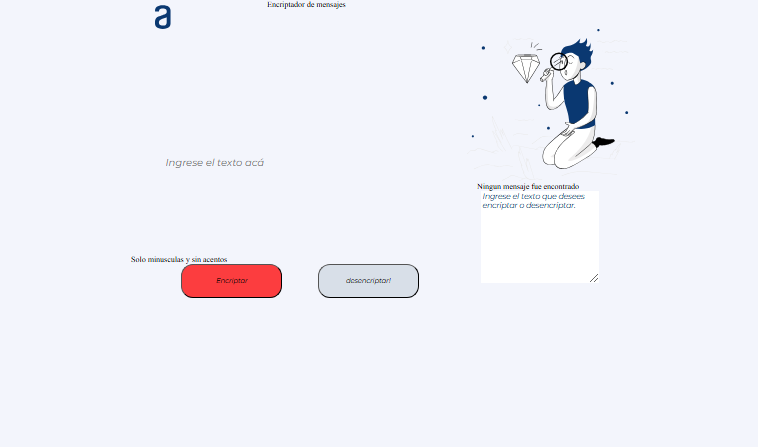 a
Encriptador de mensajes
Ingrese el texto acá
Solo minusculas y sin acentos
Encriptar
desencriptar!
Ningun mensaje fue encontrado
Ingrese el texto que desees
encriptar o desencriptar.